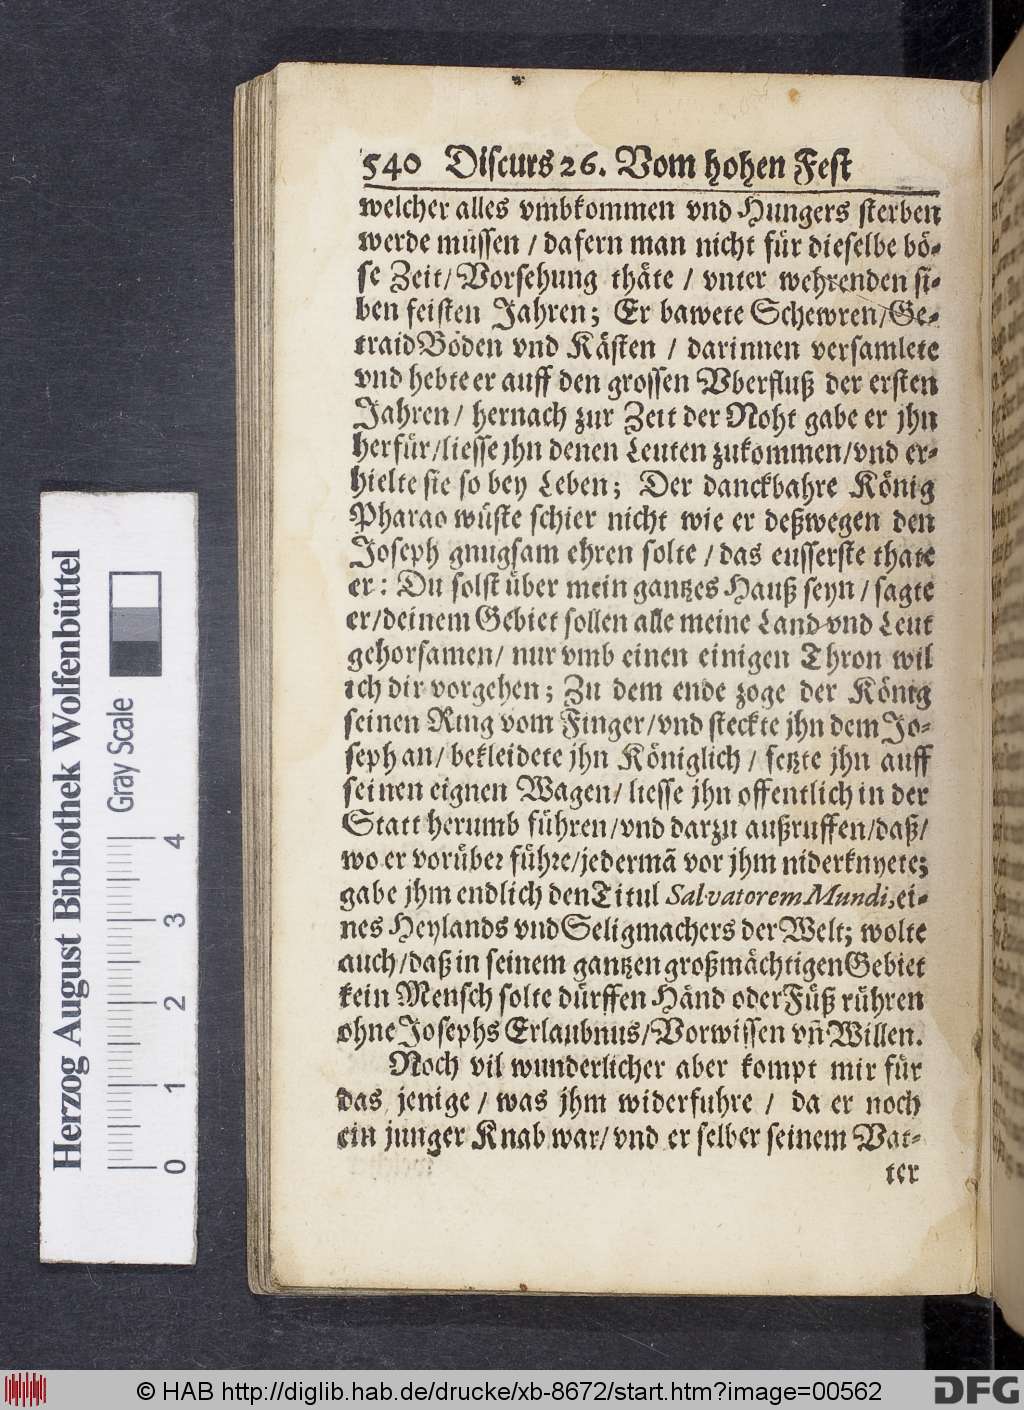 540 Discurs 26. Vom hohen Fest
welcher alles vmbkommen vnd Hungers sterben
werde müssen / dafern man nicht für dieselbe bö-
se Zeit/ Vorsehung thäte / vnter wehrenden si-
ben feisten Jahren; Er bawete Schewren/Ge-
traid Böden vnd Kästen / darinnen versamlete
vnd hebte er auff den grossen Vberfluß der ersten
Jahren/ hernach zur Zeit der Noht gabe er jhn
herfür/liesse jhn denen Leuten zukommen/vnd er-
hielte sie so bey Leben; Der danckbahre König
Pharao wüste schier nicht wie er deßwegen den
Joseph gnugsam ehren solte / das eusserste thate
er: Du solst über mein gantzes Hauß seyn / sagte
er/deinem Gebiet sollen alle meine Land vnd Leut
gehorsamen/ nur vmb einen einigen Thron wil
ich dir vorgehen; Zu dem ende zoge der König
seinen Ring vom Finger/vnd steckte jhn dem Jo-
seph an/ bekleidete jhn Königlich / setzte jhn auff
seinen eignen Wagen/ liesse jhn offentlich in der
Statt herumb führen/vnd darzu außruffen/daß/
wo er vorüber führe/jedermã vor jhm niderknyete;
gabe jhm endlich den Titul Salvatorem Mundi, ei-
nes Heylands vnd Seligmachers der Welt; wolte
auch/daß in seinem gantzen großmächtigen Gebiet
kein Mensch solte dürffen Händ oder Füß rühren
ohne Josephs Erlaubnus/Vorwissen vñ Willen.
Noch vil wunderlicher aber kompt mir für
das jenige / was jhm widerfuhre / da er noch
ein junger Knab war/ vnd er selber seinem Vat-
ter
Herzog August Bibliothek Wolfenbüttel
Gray Scale
0 1 2 3 4
© HAB http://diglib.hab.de/drucke/xb-8672/start.htm?image=00562
DFG